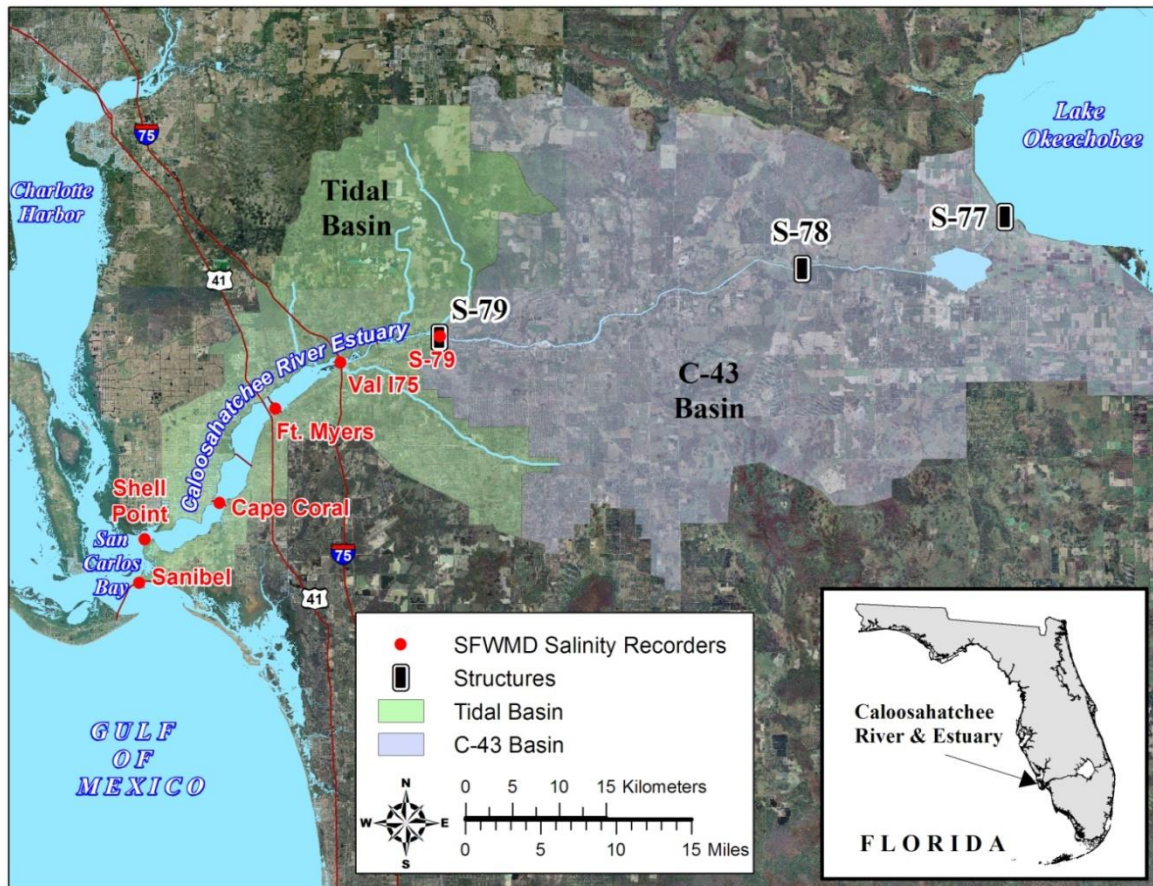 75
Lake
Okeechobee
Charlotte
Harbor
Tidal
Basin
S-77
S-78
41
S-79
S-79
Caloosahatchee River Estuary
Val I75
C-43
Basin
Ft. Myers
Shell
Point
Cape Coral
San
Carlos
Bay
Sanibel
75
41
GULF
OF
MEXICO
SFWMD Salinity Recorders
Structures
Tidal Basin
C-43 Basin
N
W
E
S
0 5 10 15 Kilometers
0 5 10 15 Miles
Caloosahatchee
River & Estuary
FLORIDA